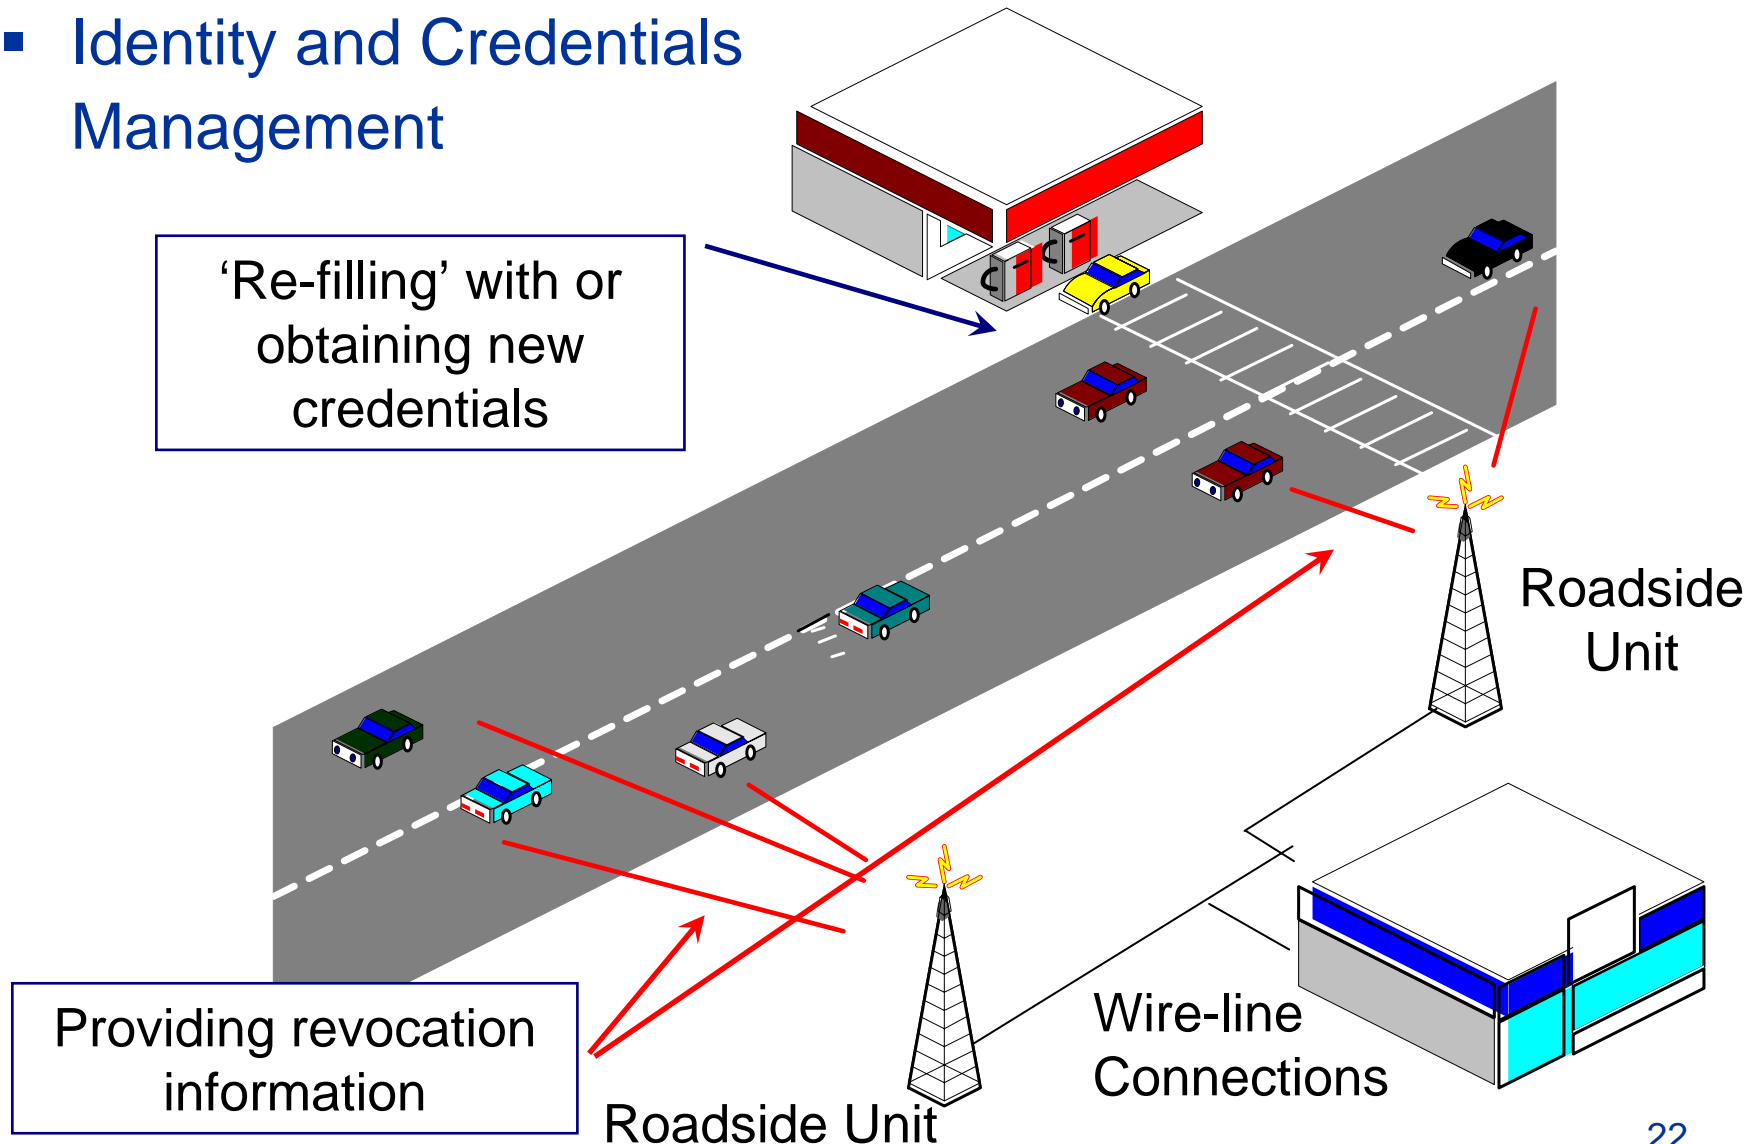 ▪ Identity and Credentials
Management
‘Re-filling’ with or
obtaining new
credentials
Roadside
Unit
Providing revocation
information
Wire-line
Connections
Roadside Unit
22